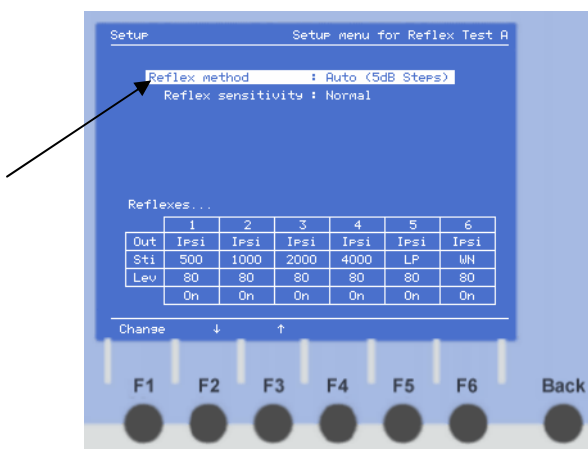 Setup Setup menu for Reflex Test A
Reflex method : Auto (5dB Steps)
Reflex sensitivity : Normal
Reflexes...
1 2 3 4 5 6
Out Ipsi Ipsi Ipsi Ipsi Ipsi Ipsi
Sti 500 1000 2000 4000 LP WN
Lev 80 80 80 80 80 80
On On On On On On
Change ↓ ↑
F1 F2 F3 F4 F5 F6 Back